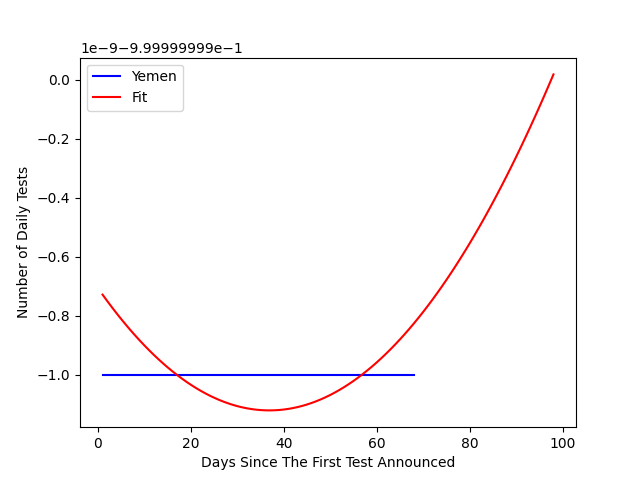 1e−9−9.99999999e−1
Yemen
Fit
0.0
−0.2
−0.4
−0.6
−0.8
−1.0
Number of Daily Tests
0 20 40 60 80 100
Days Since The First Test Announced